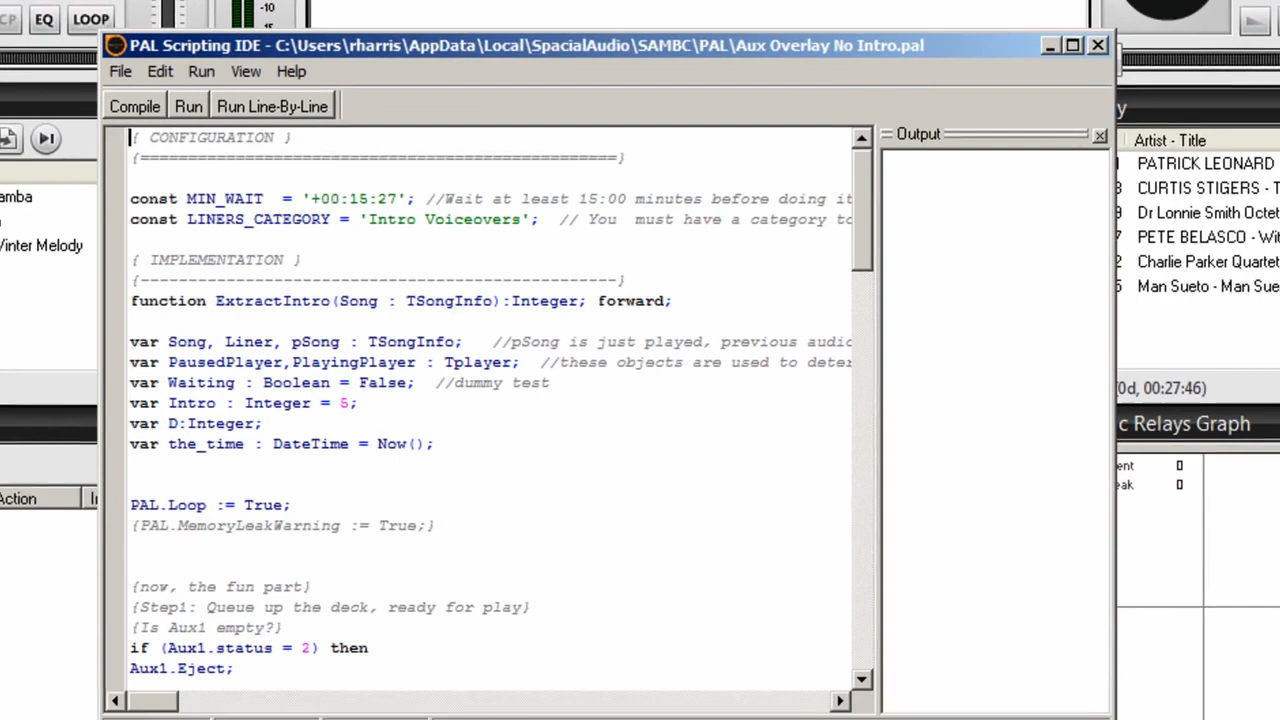 CP
EQ
LOOP
-10
PAL Scripting IDE - C:\Users\rharris\AppData\Local\SpacialAudio\SAMBC\PAL\Aux Overlay No Intro.pal
File Edit Run View Help
Compile Run Run Line-By-Line
{ CONFIGURATION }
{==================================================}
const MIN_WAIT  = '+00:15:27'; //Wait at least 15:00 minutes before doing it
const LINERS_CATEGORY = 'Intro Voiceovers';  // You  must have a category to
{ IMPLEMENTATION }
{--------------------------------------------------}
function ExtractIntro(Song : TSongInfo):Integer; forward;
var Song, Liner, pSong : TSongInfo;   //pSong is just played, previous audio
var PausedPlayer,PlayingPlayer : Tplayer;  //these objects are used to deter
var Waiting : Boolean = False;  //dummy test
var Intro : Integer = 5;
var D:Integer;
var the_time : DateTime = Now();
PAL.Loop := True;
{PAL.MemoryLeakWarning := True;}
{now, the fun part}
{Step1: Queue up the deck, ready for play}
{Is Aux1 empty?}
if (Aux1.status = 2) then
Aux1.Eject;
Output
amba
Vinter Melody
Action
y
Artist - Title
PATRICK LEONARD
CURTIS STIGERS - T
Dr Lonnie Smith Octet
PETE BELASCO - Wit
Charlie Parker Quartet
Man Sueto - Man Sue
(0d, 00:27:46)
c Relays Graph
ent 0
eak 0